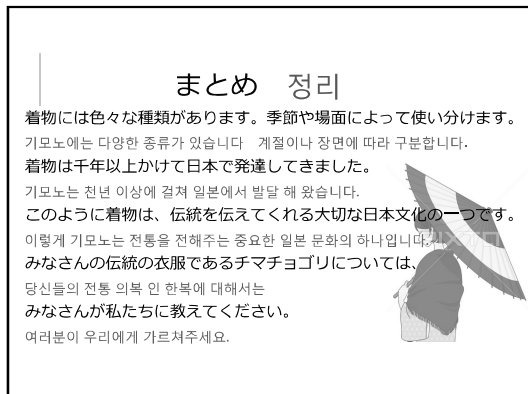 まとめ　정리
着物には色々な種類があります。季節や場面によって使い分けます。
기모노에는 다양한 종류가 있습니다　계절이나 장면에 따라 구분합니다.
着物は千年以上かけて日本で発達してきました。
기모노는 천년 이상에 걸쳐 일본에서 발달 해 왔습니다.
このように着物は、伝統を伝えてくれる大切な日本文化の一つです。
이렇게 기모노는 전통을 전해주는 중요한 일본 문화의 하나입니다.
みなさんの伝統の衣服であるチマチョゴリについては、
당신들의 전통 의복 인 한복에 대해서는
みなさんが私たちに教えてください。
여러분이 우리에게 가르쳐주세요.